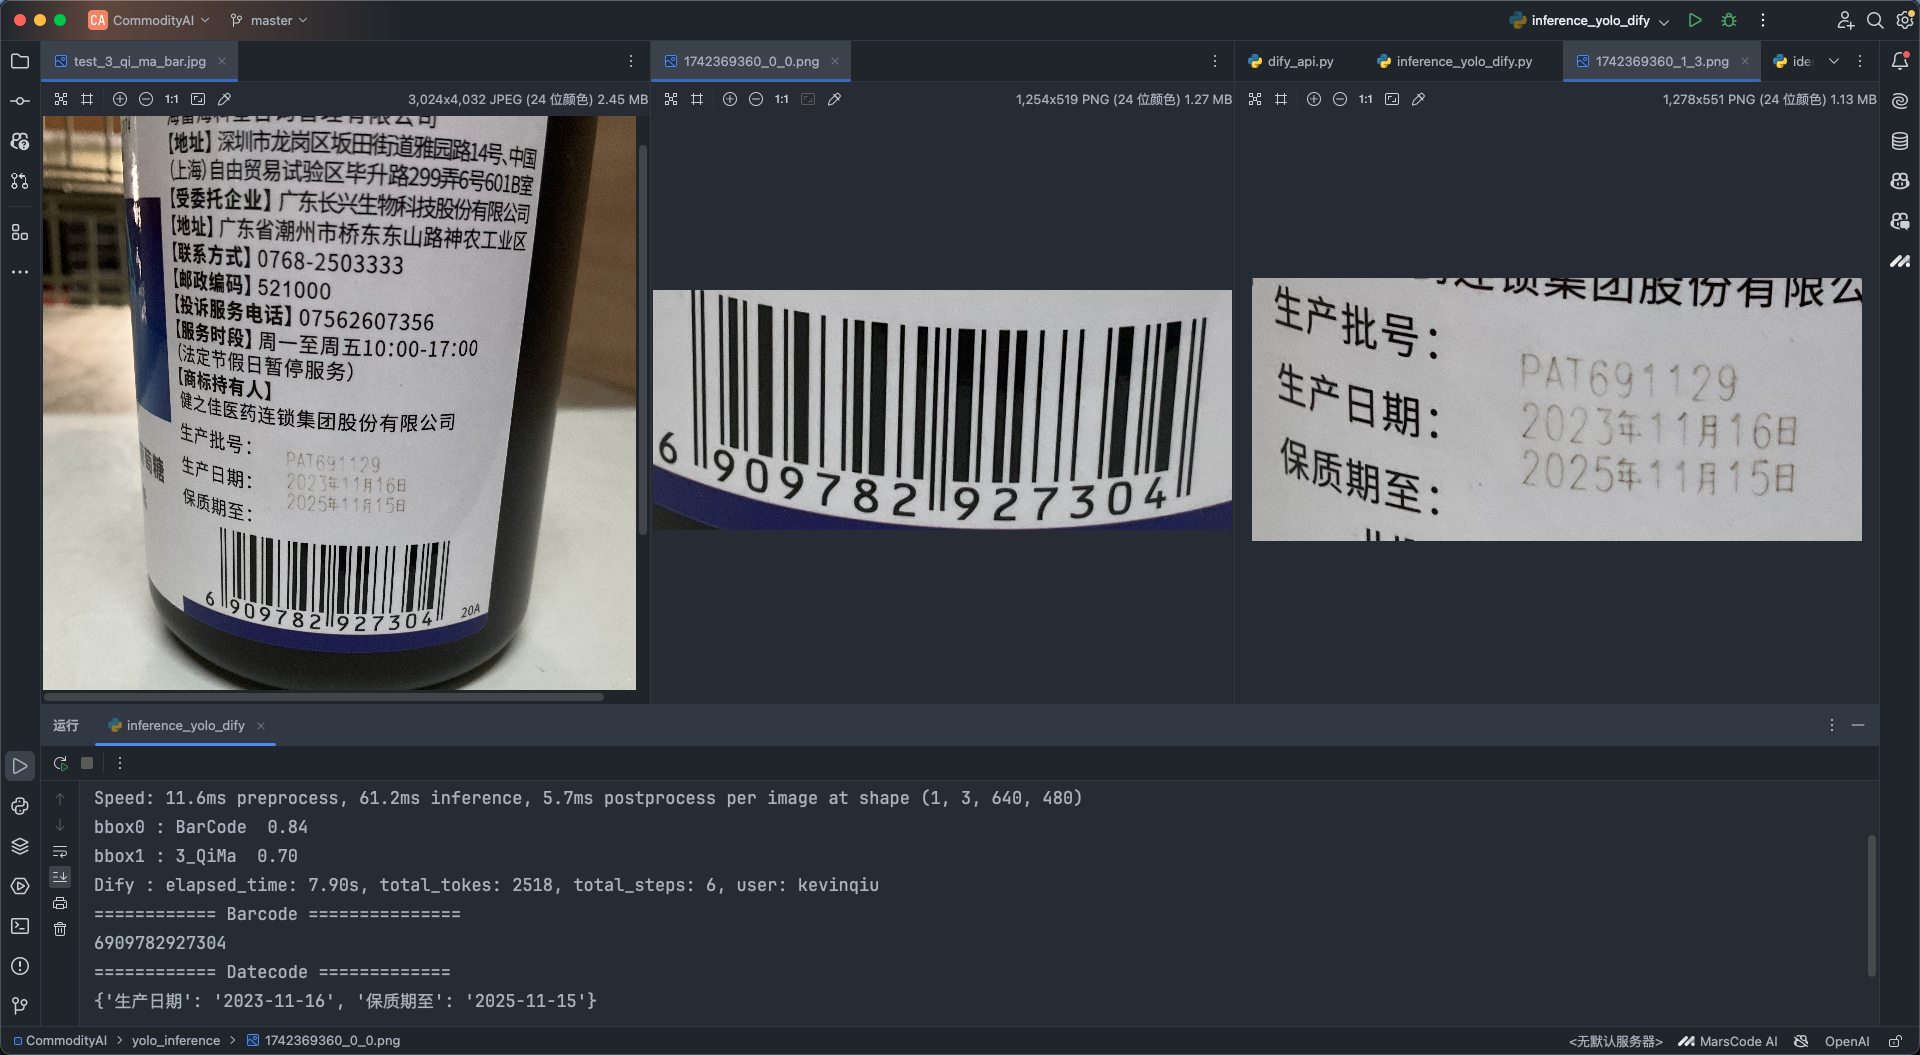 CA CommodityAI master
inference_yolo_dify
test_3_qi_ma_bar.jpg
1:1 3,024x4,032 JPEG (24 位颜色) 2.45 MB
【地址】深圳市龙岗区坂田街道雅园路14号、中国
(上海)自由贸易试验区毕升路299弄6号601B室
【受委托企业】广东长兴生物科技股份有限公司
【地址】广东省潮州市桥东东山路神农工业区
【联系方式】0768-2503333
【邮政编码】521000
【投诉服务电话】07562607356
【服务时段】周一至周五10:00-17:00
(法定节假日暂停服务)
【商标持有人】
健之佳医药连锁集团股份有限公司
生产批号: PAT691129
生产日期: 2023年11月16日
保质期至: 2025年11月15日
6 909782 927304
20A
萄糖
1742369360_0_0.png
1:1 1,254x519 PNG (24 位颜色) 1.27 MB
6 909782 927304
dify_api.py inference_yolo_dify.py 1742369360_1_3.png ide
1:1 1,278x551 PNG (24 位颜色) 1.13 MB
连锁集团股份有限公
生产批号: PAT691129
生产日期: 2023年11月16日
保质期至: 2025年11月15日
运行 inference_yolo_dify
Speed: 11.6ms preprocess, 61.2ms inference, 5.7ms postprocess per image at shape (1, 3, 640, 480)
bbox0 : BarCode  0.84
bbox1 : 3_QiMa  0.70
Dify : elapsed_time: 7.90s, total_tokes: 2518, total_steps: 6, user: kevinqiu
============ Barcode ===============
6909782927304
============ Datecode =============
{'生产日期': '2023-11-16', '保质期至': '2025-11-15'}
CommodityAI > yolo_inference > 1742369360_0_0.png
<无默认服务器> MarsCode AI OpenAI